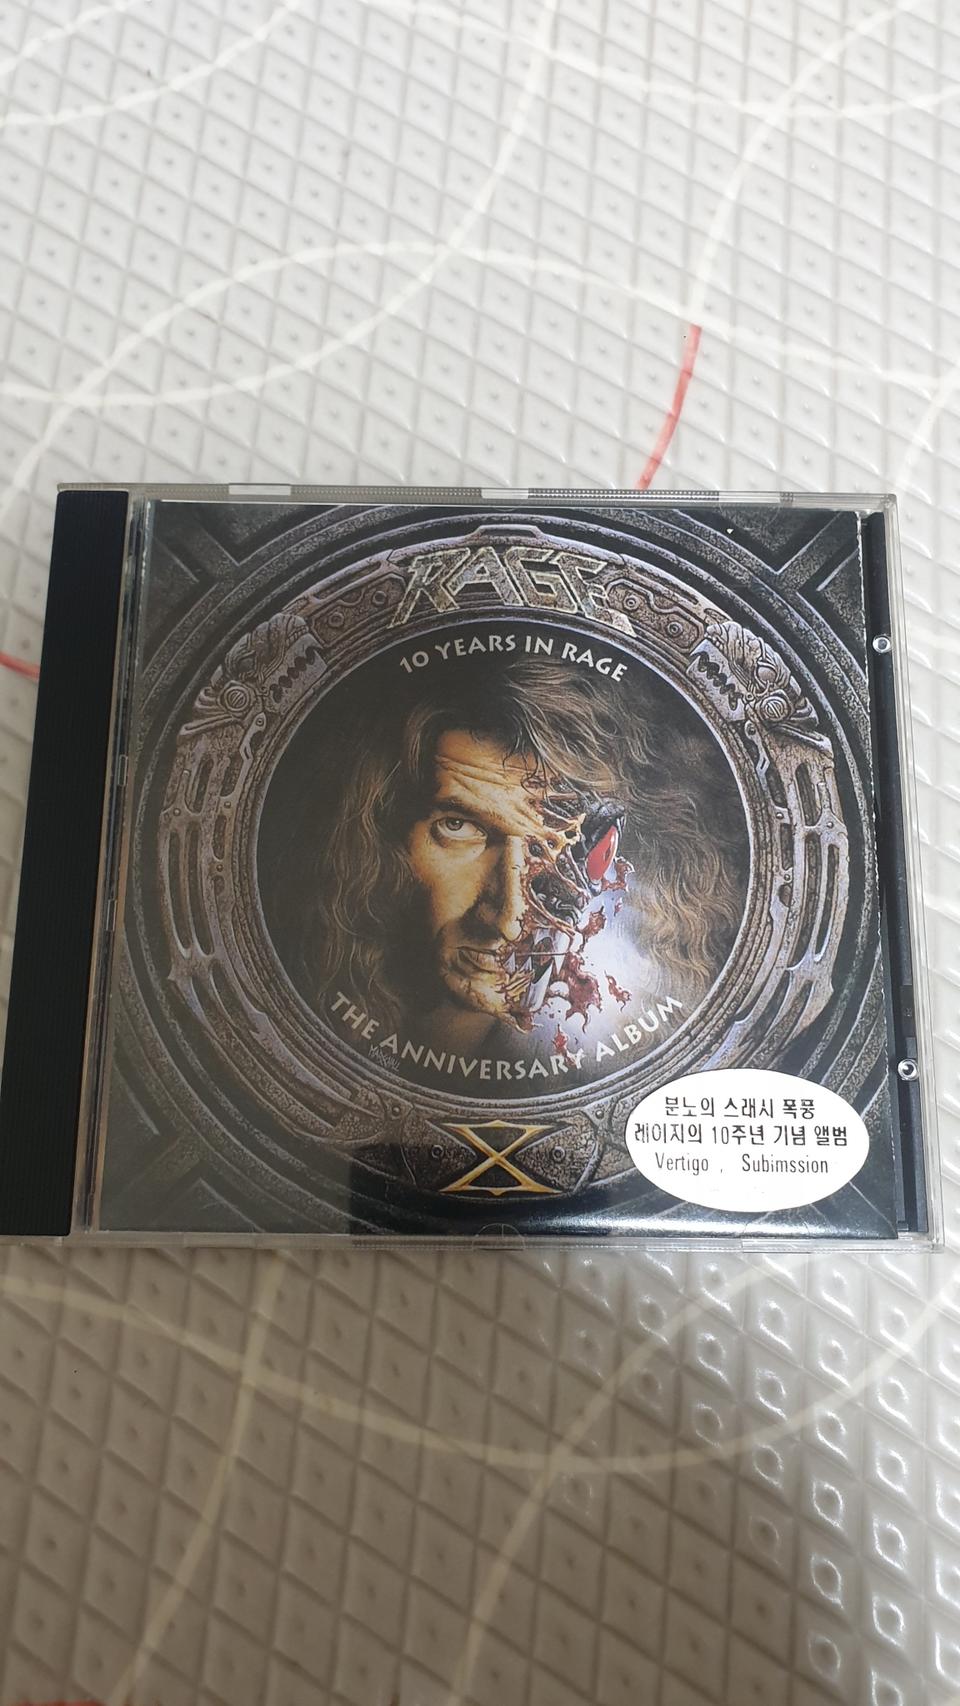 RAGE
10 YEARS IN RAGE
THE ANNIVERSARY ALBUM
MARSHALL
X
분노의 스래시 폭풍
레이지의 10주년 기념 앨범
Vertigo , Subimssion